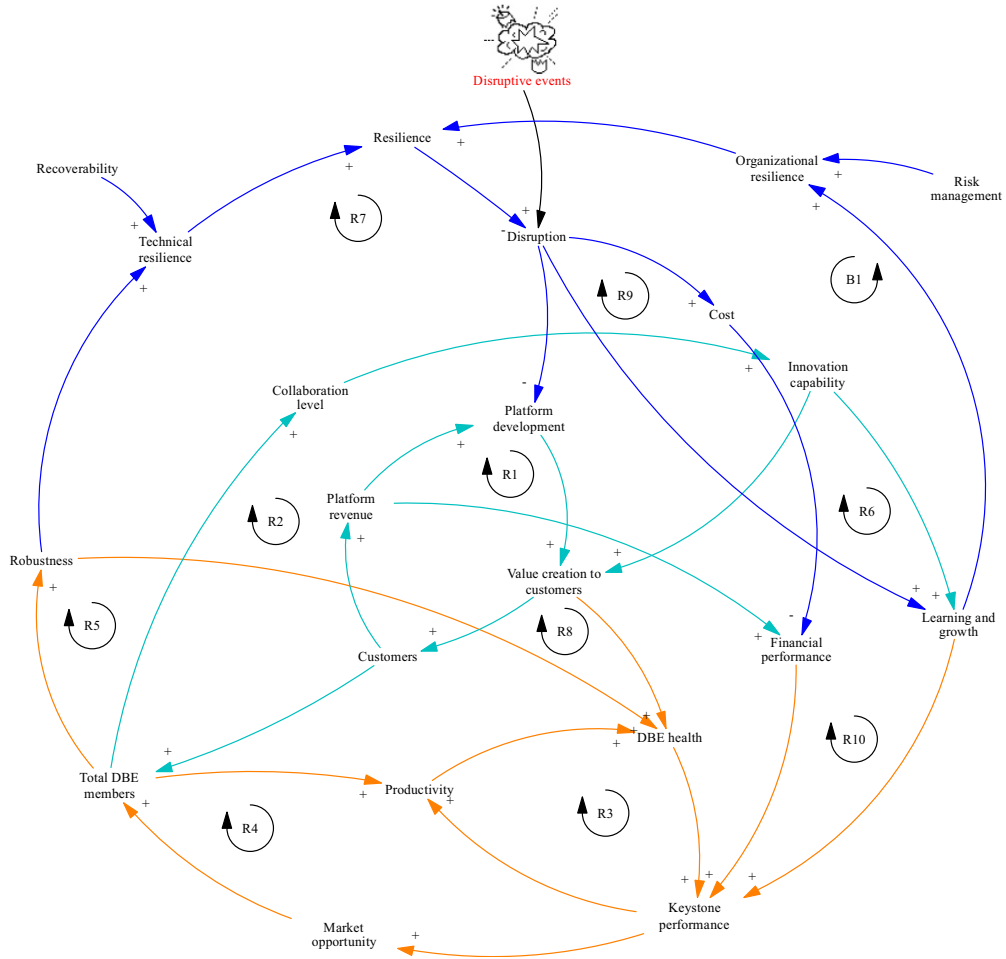 Disruptive events
Resilience
+
+
Recoverability
Organizational
resilience
+
Risk
management
+
R7
+
+
-
Technical
resilience
Disruption
+
R9
B1
+
Cost
-
+
Innovation
capability
Collaboration
level
+
Platform
development
+
R1
Platform
revenue
R2
R6
+
+
+
Robustness
+
Value creation to
customers
+
+
R5
R8
+
-
Learning and
growth
+
Financial
performance
Customers
+
+
+
+
DBE health
R10
Total DBE
members
+
Productivity
+
+
R4
R3
+
+
+
Keystone
performance
Market
opportunity
+